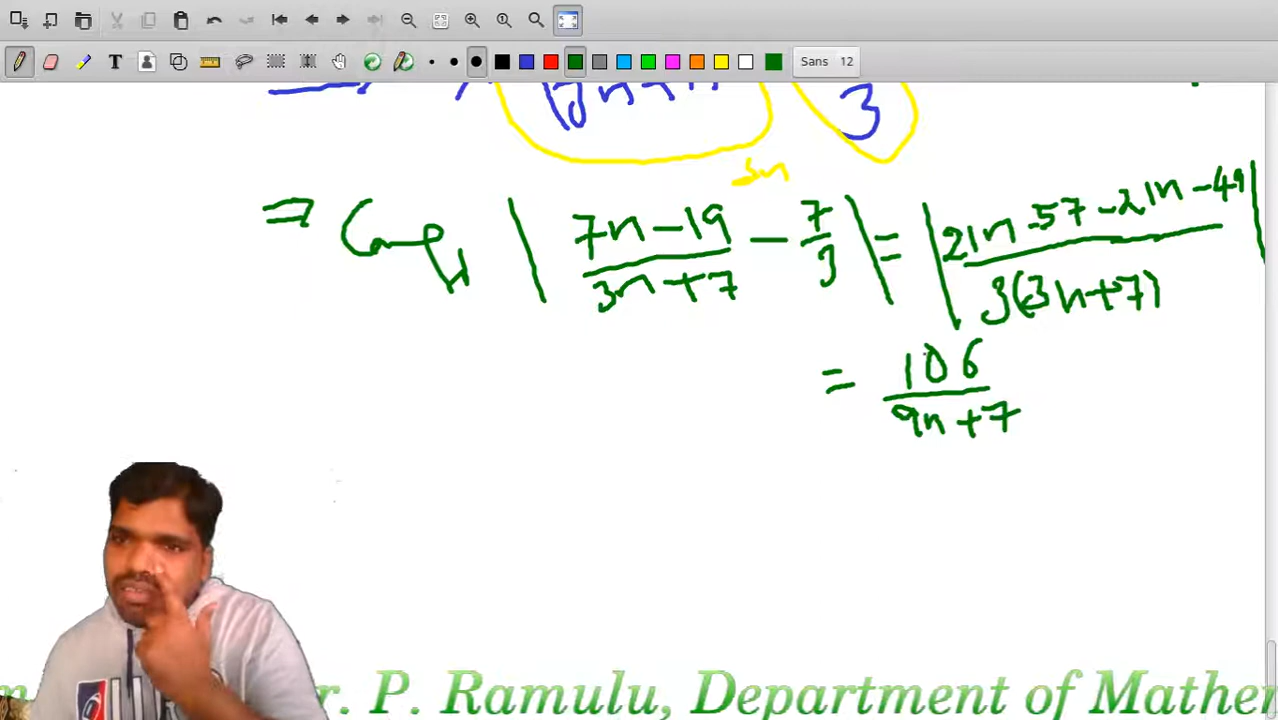 Sans 12
3
3n
⇒ | 7n-19/3n+7 - 7/3 | = | 21n-57-21n-49/3(3n+7) |
= 106/9n+7
r. P. Ramulu, Department of Mathe